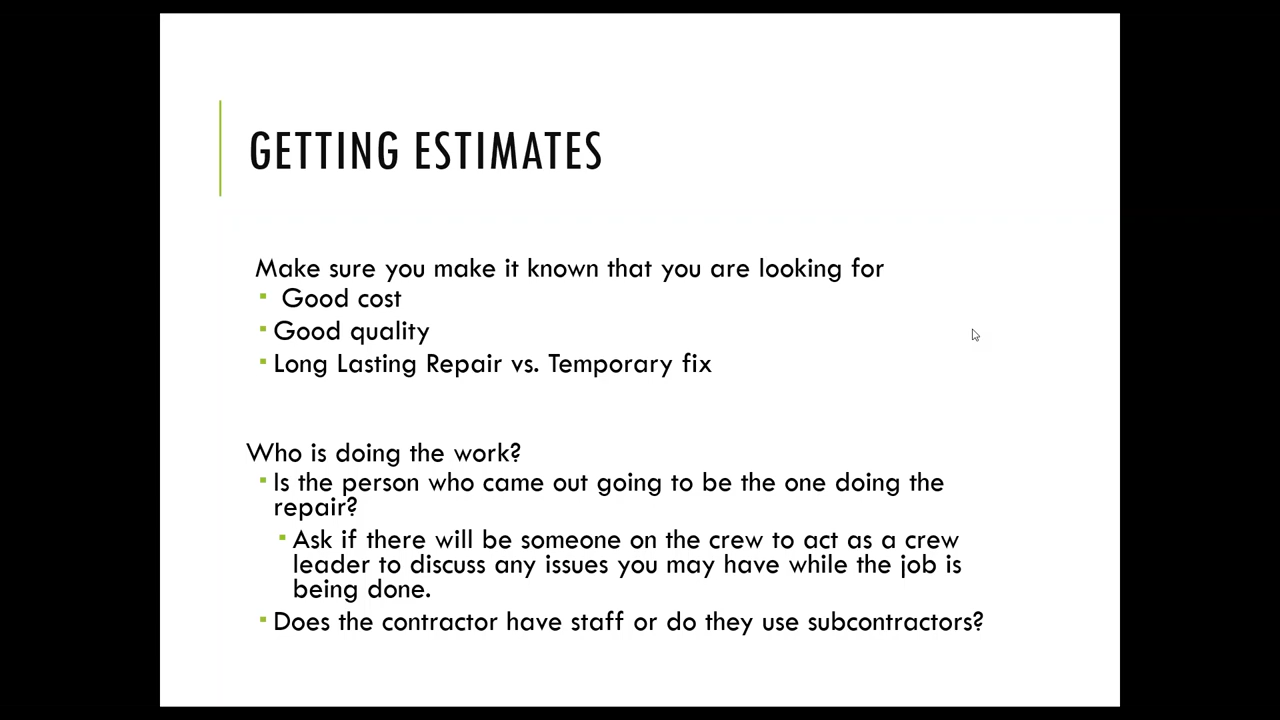 GETTING ESTIMATES
Make sure you make it known that you are looking for
▪ Good cost
▪ Good quality
▪ Long Lasting Repair vs. Temporary fix
Who is doing the work?
▪ Is the person who came out going to be the one doing the
repair?
▪ Ask if there will be someone on the crew to act as a crew
leader to discuss any issues you may have while the job is
being done.
▪ Does the contractor have staff or do they use subcontractors?